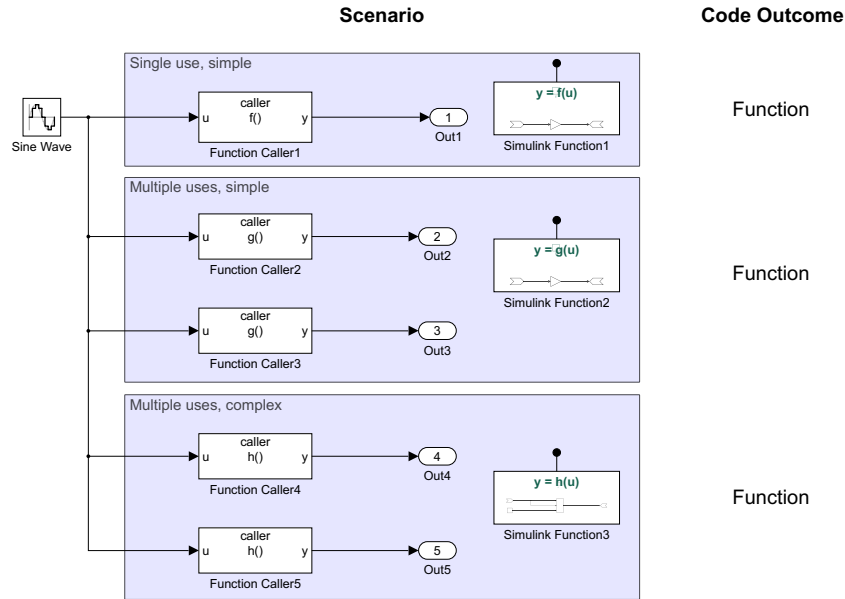 Scenario
Code Outcome
Single use, simple
caller
u f() y
Function Caller1
1
Out1
y = f(u)
Simulink Function1
Function
Sine Wave
Multiple uses, simple
caller
u g() y
Function Caller2
2
Out2
y = g(u)
Simulink Function2
Function
caller
u g() y
Function Caller3
3
Out3
Multiple uses, complex
caller
u h() y
Function Caller4
4
Out4
y = h(u)
Simulink Function3
Function
caller
u h() y
Function Caller5
5
Out5